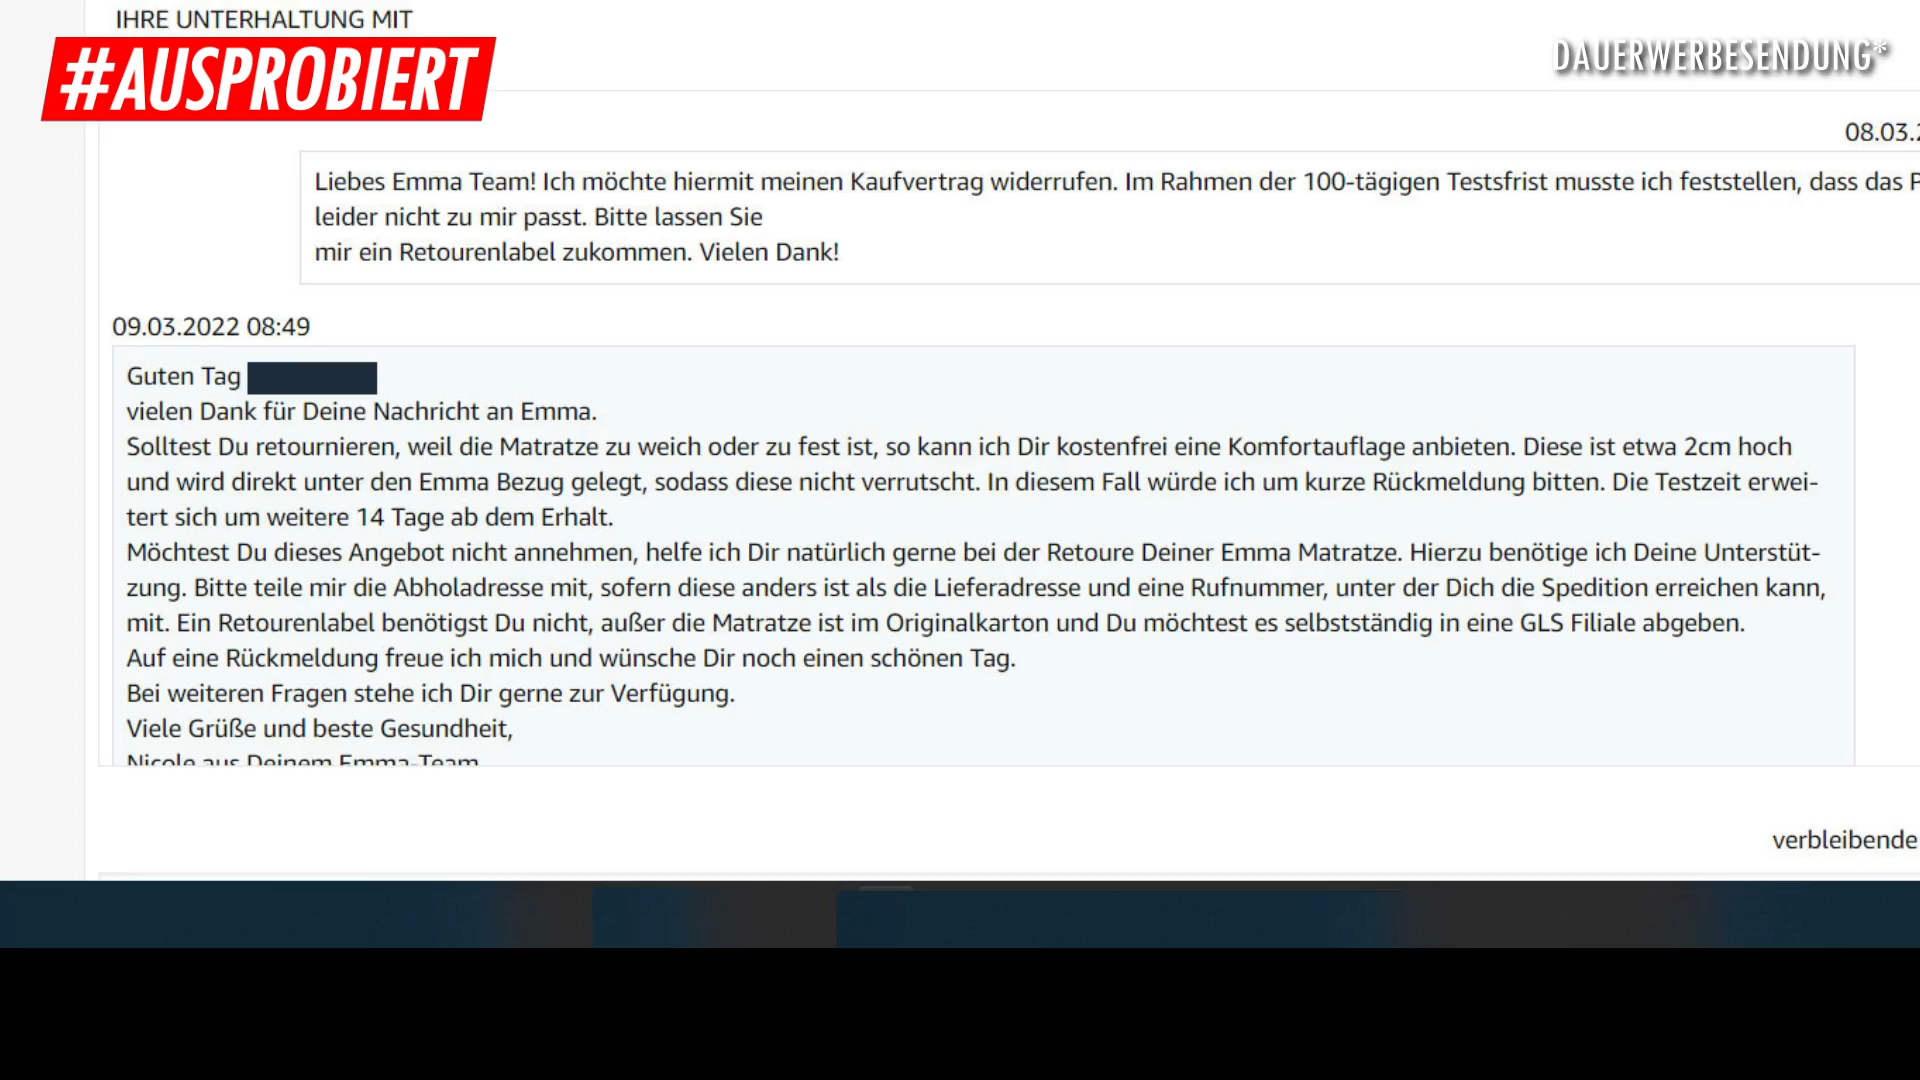 IHRE UNTERHALTUNG MIT
#AUSPROBIERT
DAUERWERBESENDUNG*
08.03.2
Liebes Emma Team! Ich möchte hiermit meinen Kaufvertrag widerrufen. Im Rahmen der 100-tägigen Testsfrist musste ich feststellen, dass das P
leider nicht zu mir passt. Bitte lassen Sie
mir ein Retourenlabel zukommen. Vielen Dank!
09.03.2022 08:49
Guten Tag
vielen Dank für Deine Nachricht an Emma.
Solltest Du retournieren, weil die Matratze zu weich oder zu fest ist, so kann ich Dir kostenfrei eine Komfortauflage anbieten. Diese ist etwa 2cm hoch
und wird direkt unter den Emma Bezug gelegt, sodass diese nicht verrutscht. In diesem Fall würde ich um kurze Rückmeldung bitten. Die Testzeit erwei-
tert sich um weitere 14 Tage ab dem Erhalt.
Möchtest Du dieses Angebot nicht annehmen, helfe ich Dir natürlich gerne bei der Retoure Deiner Emma Matratze. Hierzu benötige ich Deine Unterstüt-
zung. Bitte teile mir die Abholadresse mit, sofern diese anders ist als die Lieferadresse und eine Rufnummer, unter der Dich die Spedition erreichen kann,
mit. Ein Retourenlabel benötigst Du nicht, außer die Matratze ist im Originalkarton und Du möchtest es selbstständig in eine GLS Filiale abgeben.
Auf eine Rückmeldung freue ich mich und wünsche Dir noch einen schönen Tag.
Bei weiteren Fragen stehe ich Dir gerne zur Verfügung.
Viele Grüße und beste Gesundheit,
Nicole aus Deinem Emma-Team
verbleibende